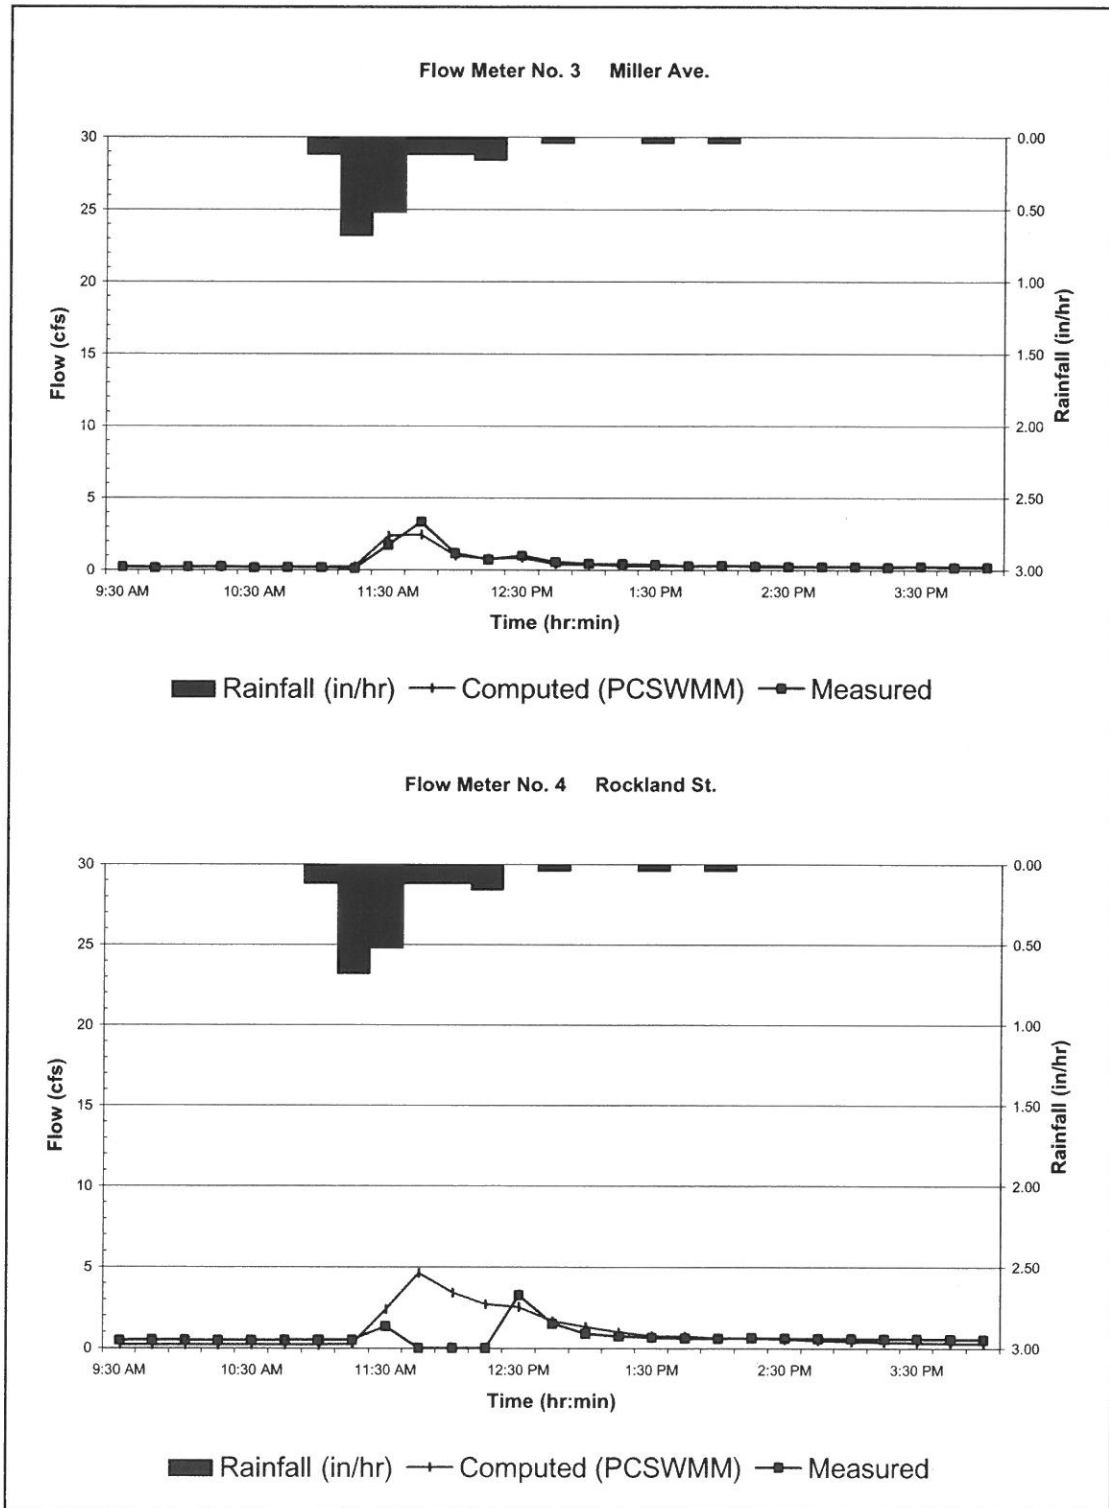 Flow Meter No. 3 Miller Ave.
30
25
20
15
10
5
0
Flow (cfs)
0.00
0.50
1.00
1.50
2.00
2.50
3.00
Rainfall (in/hr)
9:30 AM 10:30 AM 11:30 AM 12:30 PM 1:30 PM 2:30 PM 3:30 PM
Time (hr:min)
Rainfall (in/hr) Computed (PCSWMM) Measured
Flow Meter No. 4 Rockland St.
30
25
20
15
10
5
0
Flow (cfs)
0.00
0.50
1.00
1.50
2.00
2.50
3.00
Rainfall (in/hr)
9:30 AM 10:30 AM 11:30 AM 12:30 PM 1:30 PM 2:30 PM 3:30 PM
Time (hr:min)
Rainfall (in/hr) Computed (PCSWMM) Measured